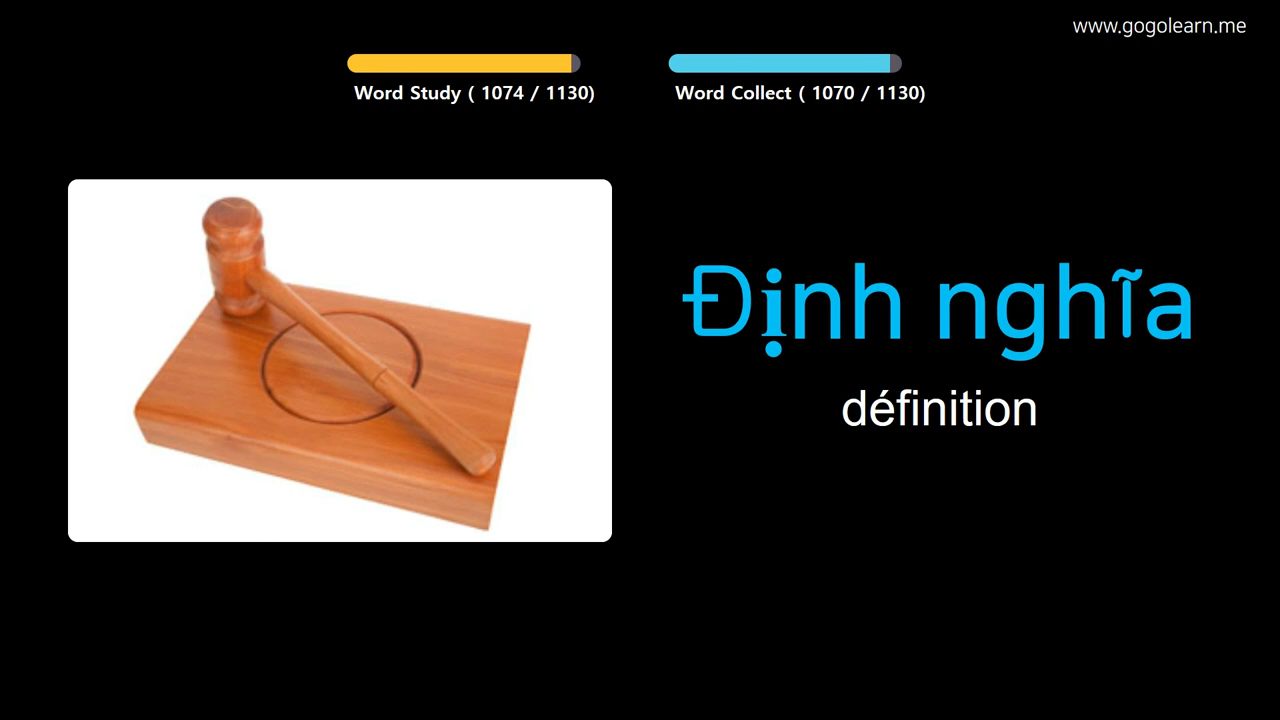 www.gogolearn.me
Word Study ( 1074 / 1130)
Word Collect ( 1070 / 1130)
Định nghĩa
définition